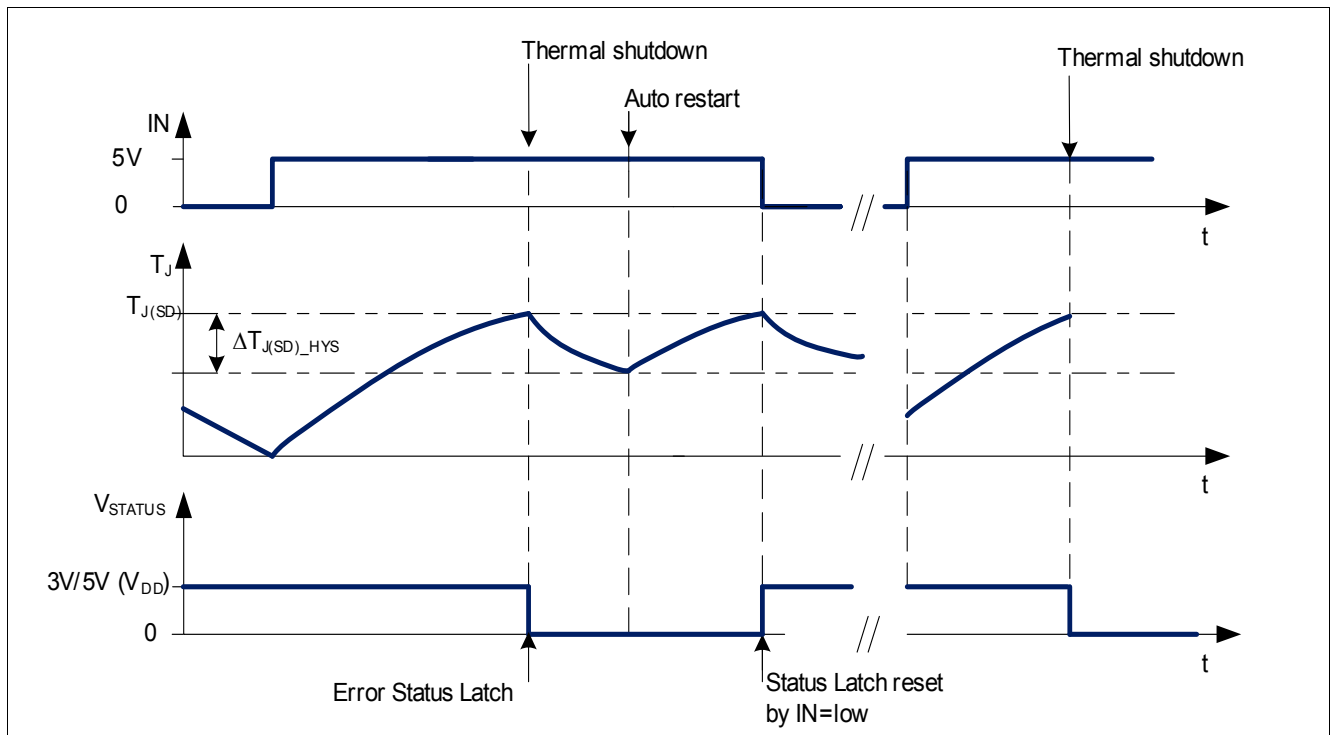 Thermal shutdown
Thermal shutdown
Auto restart
IN
5V
0
//
t
TJ
TJ(SD)
ΔTJ(SD)_HYS
//
t
VSTATUS
3V/5V (VDD)
0
//
t
Error Status Latch
Status Latch reset
by IN=low